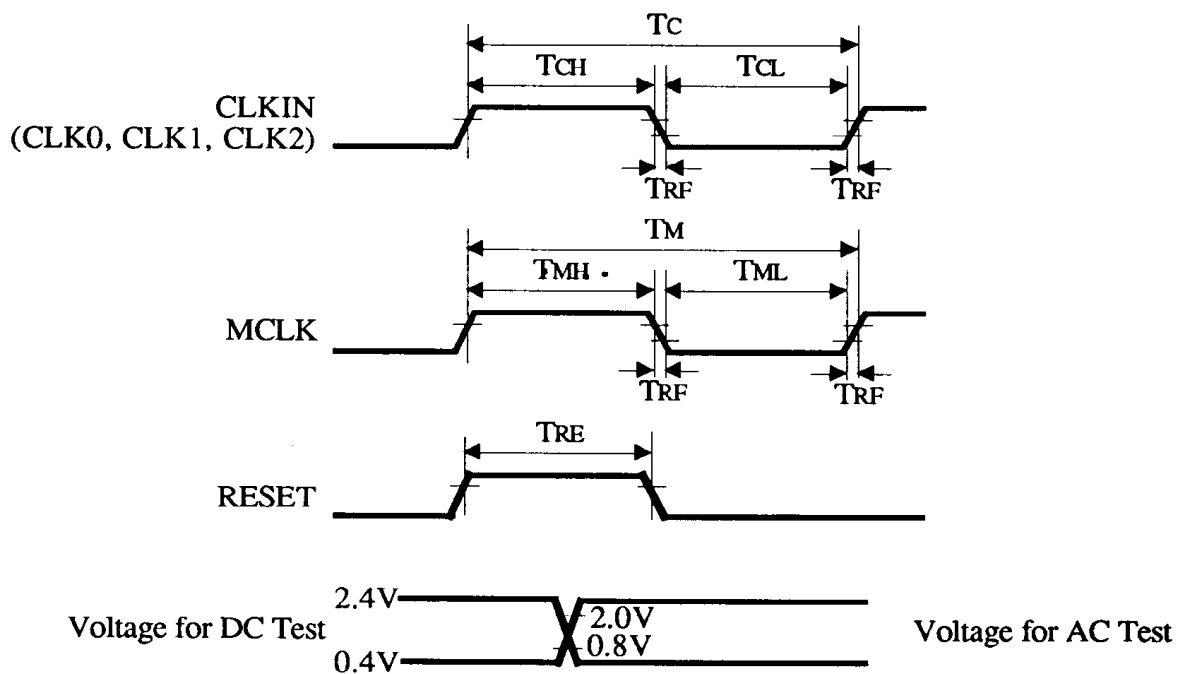 TC
TCH
TCL
CLKIN
(CLK0, CLK1, CLK2)
TRF
TRF
TM
TMH
TML
MCLK
TRF
TRF
TRE
RESET
2.4V
2.0V
Voltage for DC Test
Voltage for AC Test
0.8V
0.4V